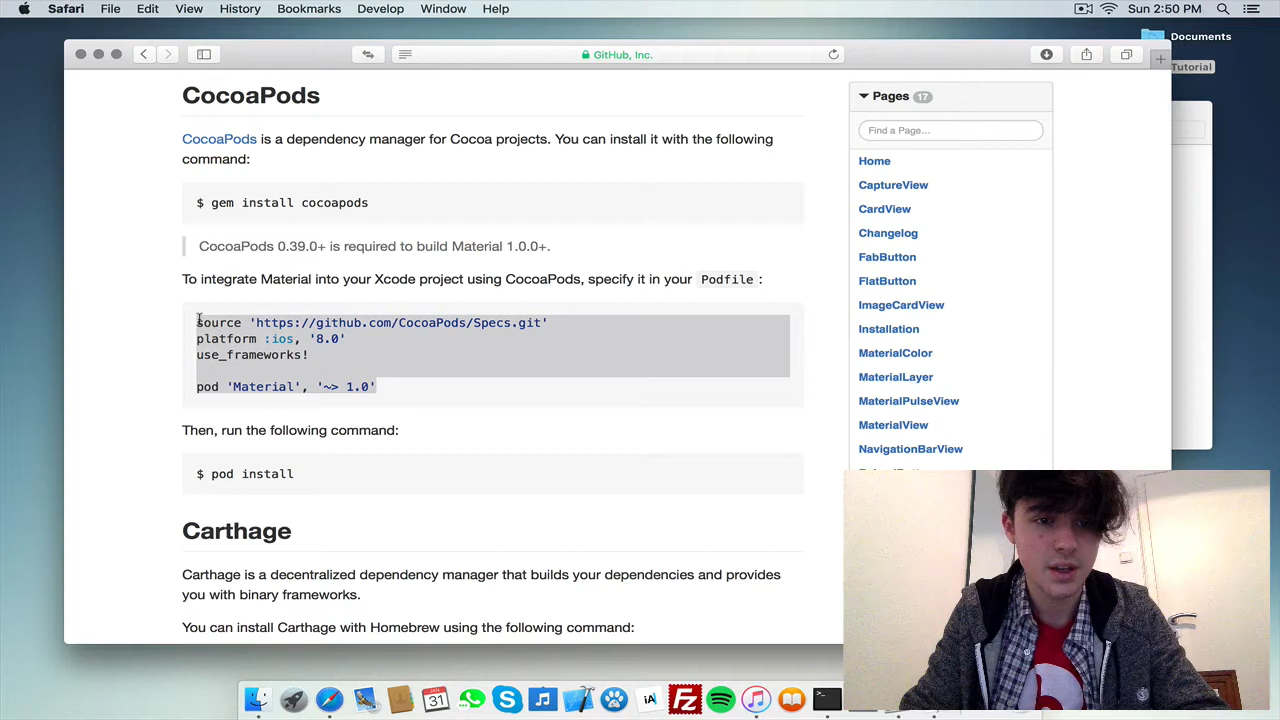 Safari File Edit View History Bookmarks Develop Window Help Sun 2:50 PM
Documents
GitHub, Inc.
Tutorial
CocoaPods
CocoaPods is a dependency manager for Cocoa projects. You can install it with the following
command:
$ gem install cocoapods
CocoaPods 0.39.0+ is required to build Material 1.0.0+.
To integrate Material into your Xcode project using CocoaPods, specify it in your Podfile :
source 'https://github.com/CocoaPods/Specs.git'
platform :ios, '8.0'
use_frameworks!
pod 'Material', '~> 1.0'
Then, run the following command:
$ pod install
Carthage
Carthage is a decentralized dependency manager that builds your dependencies and provides
you with binary frameworks.
You can install Carthage with Homebrew using the following command:
Pages 17
Find a Page...
Home
CaptureView
CardView
Changelog
FabButton
FlatButton
ImageCardView
Installation
MaterialColor
MaterialLayer
MaterialPulseView
MaterialView
NavigationBarView
31
iA
Fz